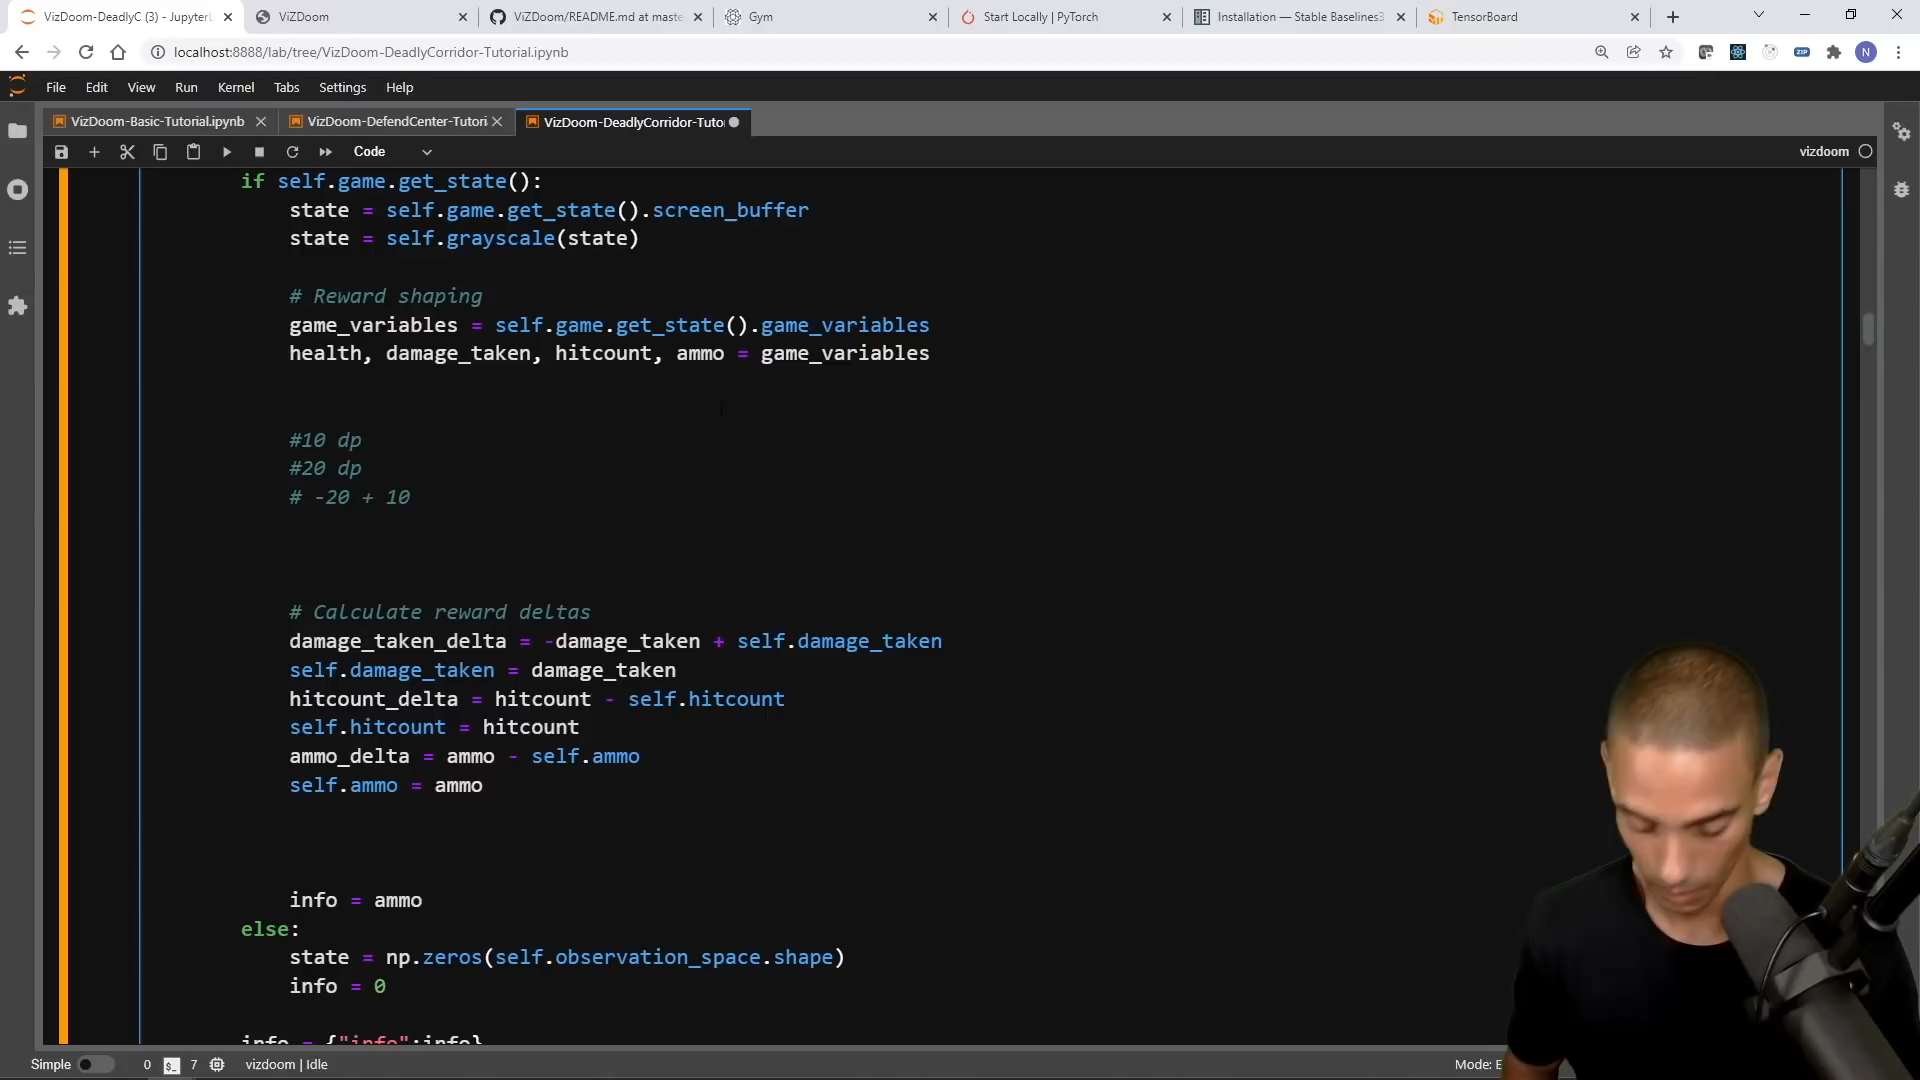 VizDoom-DeadlyC (3) - JupyterL
ViZDoom
ViZDoom/README.md at maste
Gym
Start Locally | PyTorch
Installation — Stable Baselines3
TensorBoard
localhost:8888/lab/tree/VizDoom-DeadlyCorridor-Tutorial.ipynb
ZIP
N
File Edit View Run Kernel Tabs Settings Help
VizDoom-Basic-Tutorial.ipynb
VizDoom-DefendCenter-Tutori
VizDoom-DeadlyCorridor-Tuto
Code
vizdoom
if self.game.get_state():
state = self.game.get_state().screen_buffer
state = self.grayscale(state)
# Reward shaping
game_variables = self.game.get_state().game_variables
health, damage_taken, hitcount, ammo = game_variables
#10 dp
#20 dp
# -20 + 10
# Calculate reward deltas
damage_taken_delta = -damage_taken + self.damage_taken
self.damage_taken = damage_taken
hitcount_delta = hitcount - self.hitcount
self.hitcount = hitcount
ammo_delta = ammo - self.ammo
self.ammo = ammo
info = ammo
else:
state = np.zeros(self.observation_space.shape)
info = 0
info = {"info":info}
Simple 0 $_ 7 vizdoom | Idle Mode: E